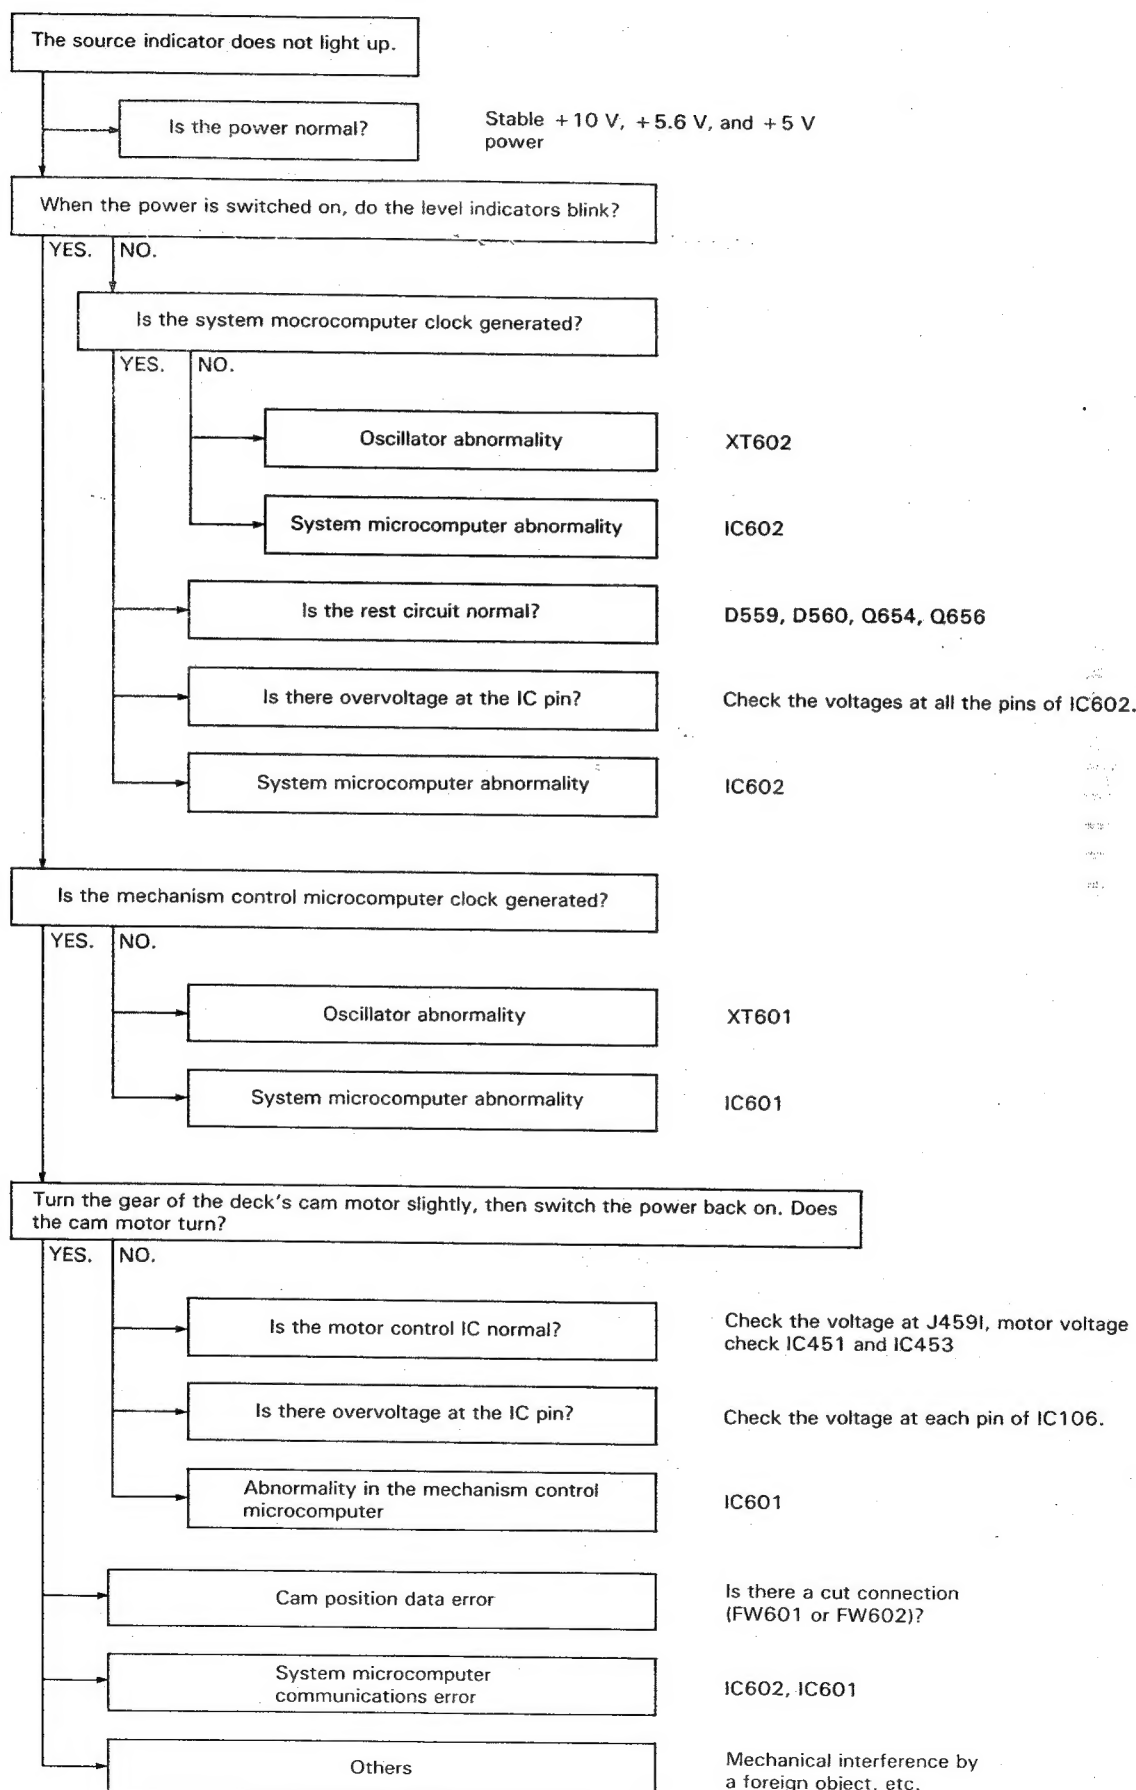 The source indicator does not light up.
Is the power normal?
Stable +10 V, +5.6 V, and +5 V
power
When the power is switched on, do the level indicators blink?
YES. NO.
Is the system mocrocomputer clock generated?
YES. NO.
Oscillator abnormality
XT602
System microcomputer abnormality
IC602
Is the rest circuit normal?
D559, D560, Q654, Q656
Is there overvoltage at the IC pin?
Check the voltages at all the pins of IC602.
System microcomputer abnormality
IC602
Is the mechanism control microcomputer clock generated?
YES. NO.
Oscillator abnormality
XT601
System microcomputer abnormality
IC601
Turn the gear of the deck's cam motor slightly, then switch the power back on. Does
the cam motor turn?
YES. NO.
Is the motor control IC normal?
Check the voltage at J459I, motor voltage
check IC451 and IC453
Is there overvoltage at the IC pin?
Check the voltage at each pin of IC106.
Abnormality in the mechanism control
microcomputer
IC601
Cam position data error
Is there a cut connection
(FW601 or FW602)?
System microcomputer
communications error
IC602, IC601
Others
Mechanical interference by
a foreign object, etc.